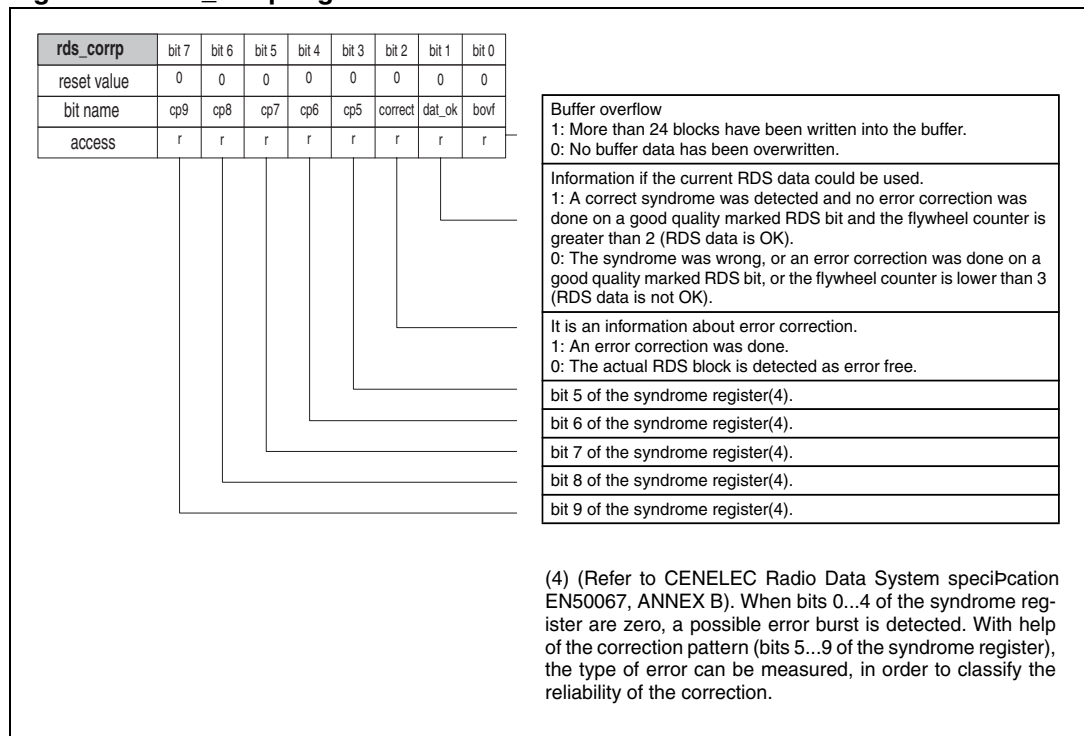 rds_corrp bit 7 bit 6 bit 5 bit 4 bit 3 bit 2 bit 1 bit 0
reset value 0 0 0 0 0 0 0 0
bit name cp9 cp8 cp7 cp6 cp5 correct dat_ok bovf
access r r r r r r r r
Buffer overflow
1: More than 24 blocks have been written into the buffer.
0: No buffer data has been overwritten.
Information if the current RDS data could be used.
1: A correct syndrome was detected and no error correction was
done on a good quality marked RDS bit and the flywheel counter is
greater than 2 (RDS data is OK).
0: The syndrome was wrong, or an error correction was done on a
good quality marked RDS bit, or the flywheel counter is lower than 3
(RDS data is not OK).
It is an information about error correction.
1: An error correction was done.
0: The actual RDS block is detected as error free.
bit 5 of the syndrome register(4).
bit 6 of the syndrome register(4).
bit 7 of the syndrome register(4).
bit 8 of the syndrome register(4).
bit 9 of the syndrome register(4).
(4) (Refer to CENELEC Radio Data System speciÞcation
EN50067, ANNEX B). When bits 0...4 of the syndrome reg-
ister are zero, a possible error burst is detected. With help
of the correction pattern (bits 5...9 of the syndrome register),
the type of error can be measured, in order to classify the
reliability of the correction.